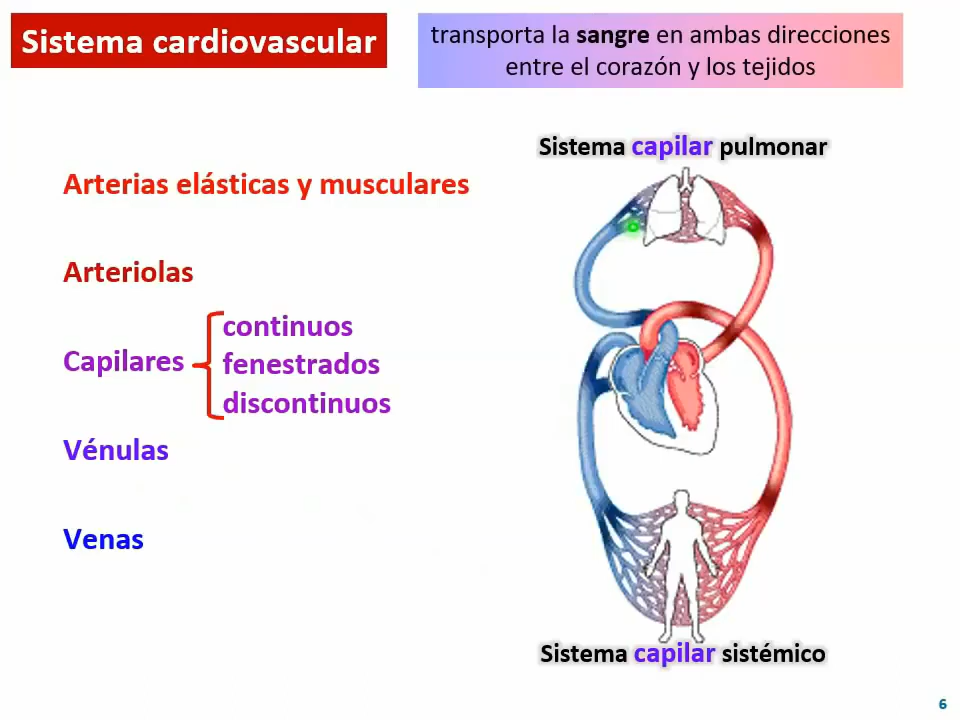 Sistema cardiovascular
transporta la sangre en ambas direcciones
entre el corazón y los tejidos
Sistema capilar pulmonar
Arterias elásticas y musculares
Arteriolas
Capilares
continuos
fenestrados
discontinuos
Vénulas
Venas
Sistema capilar sistémico
6